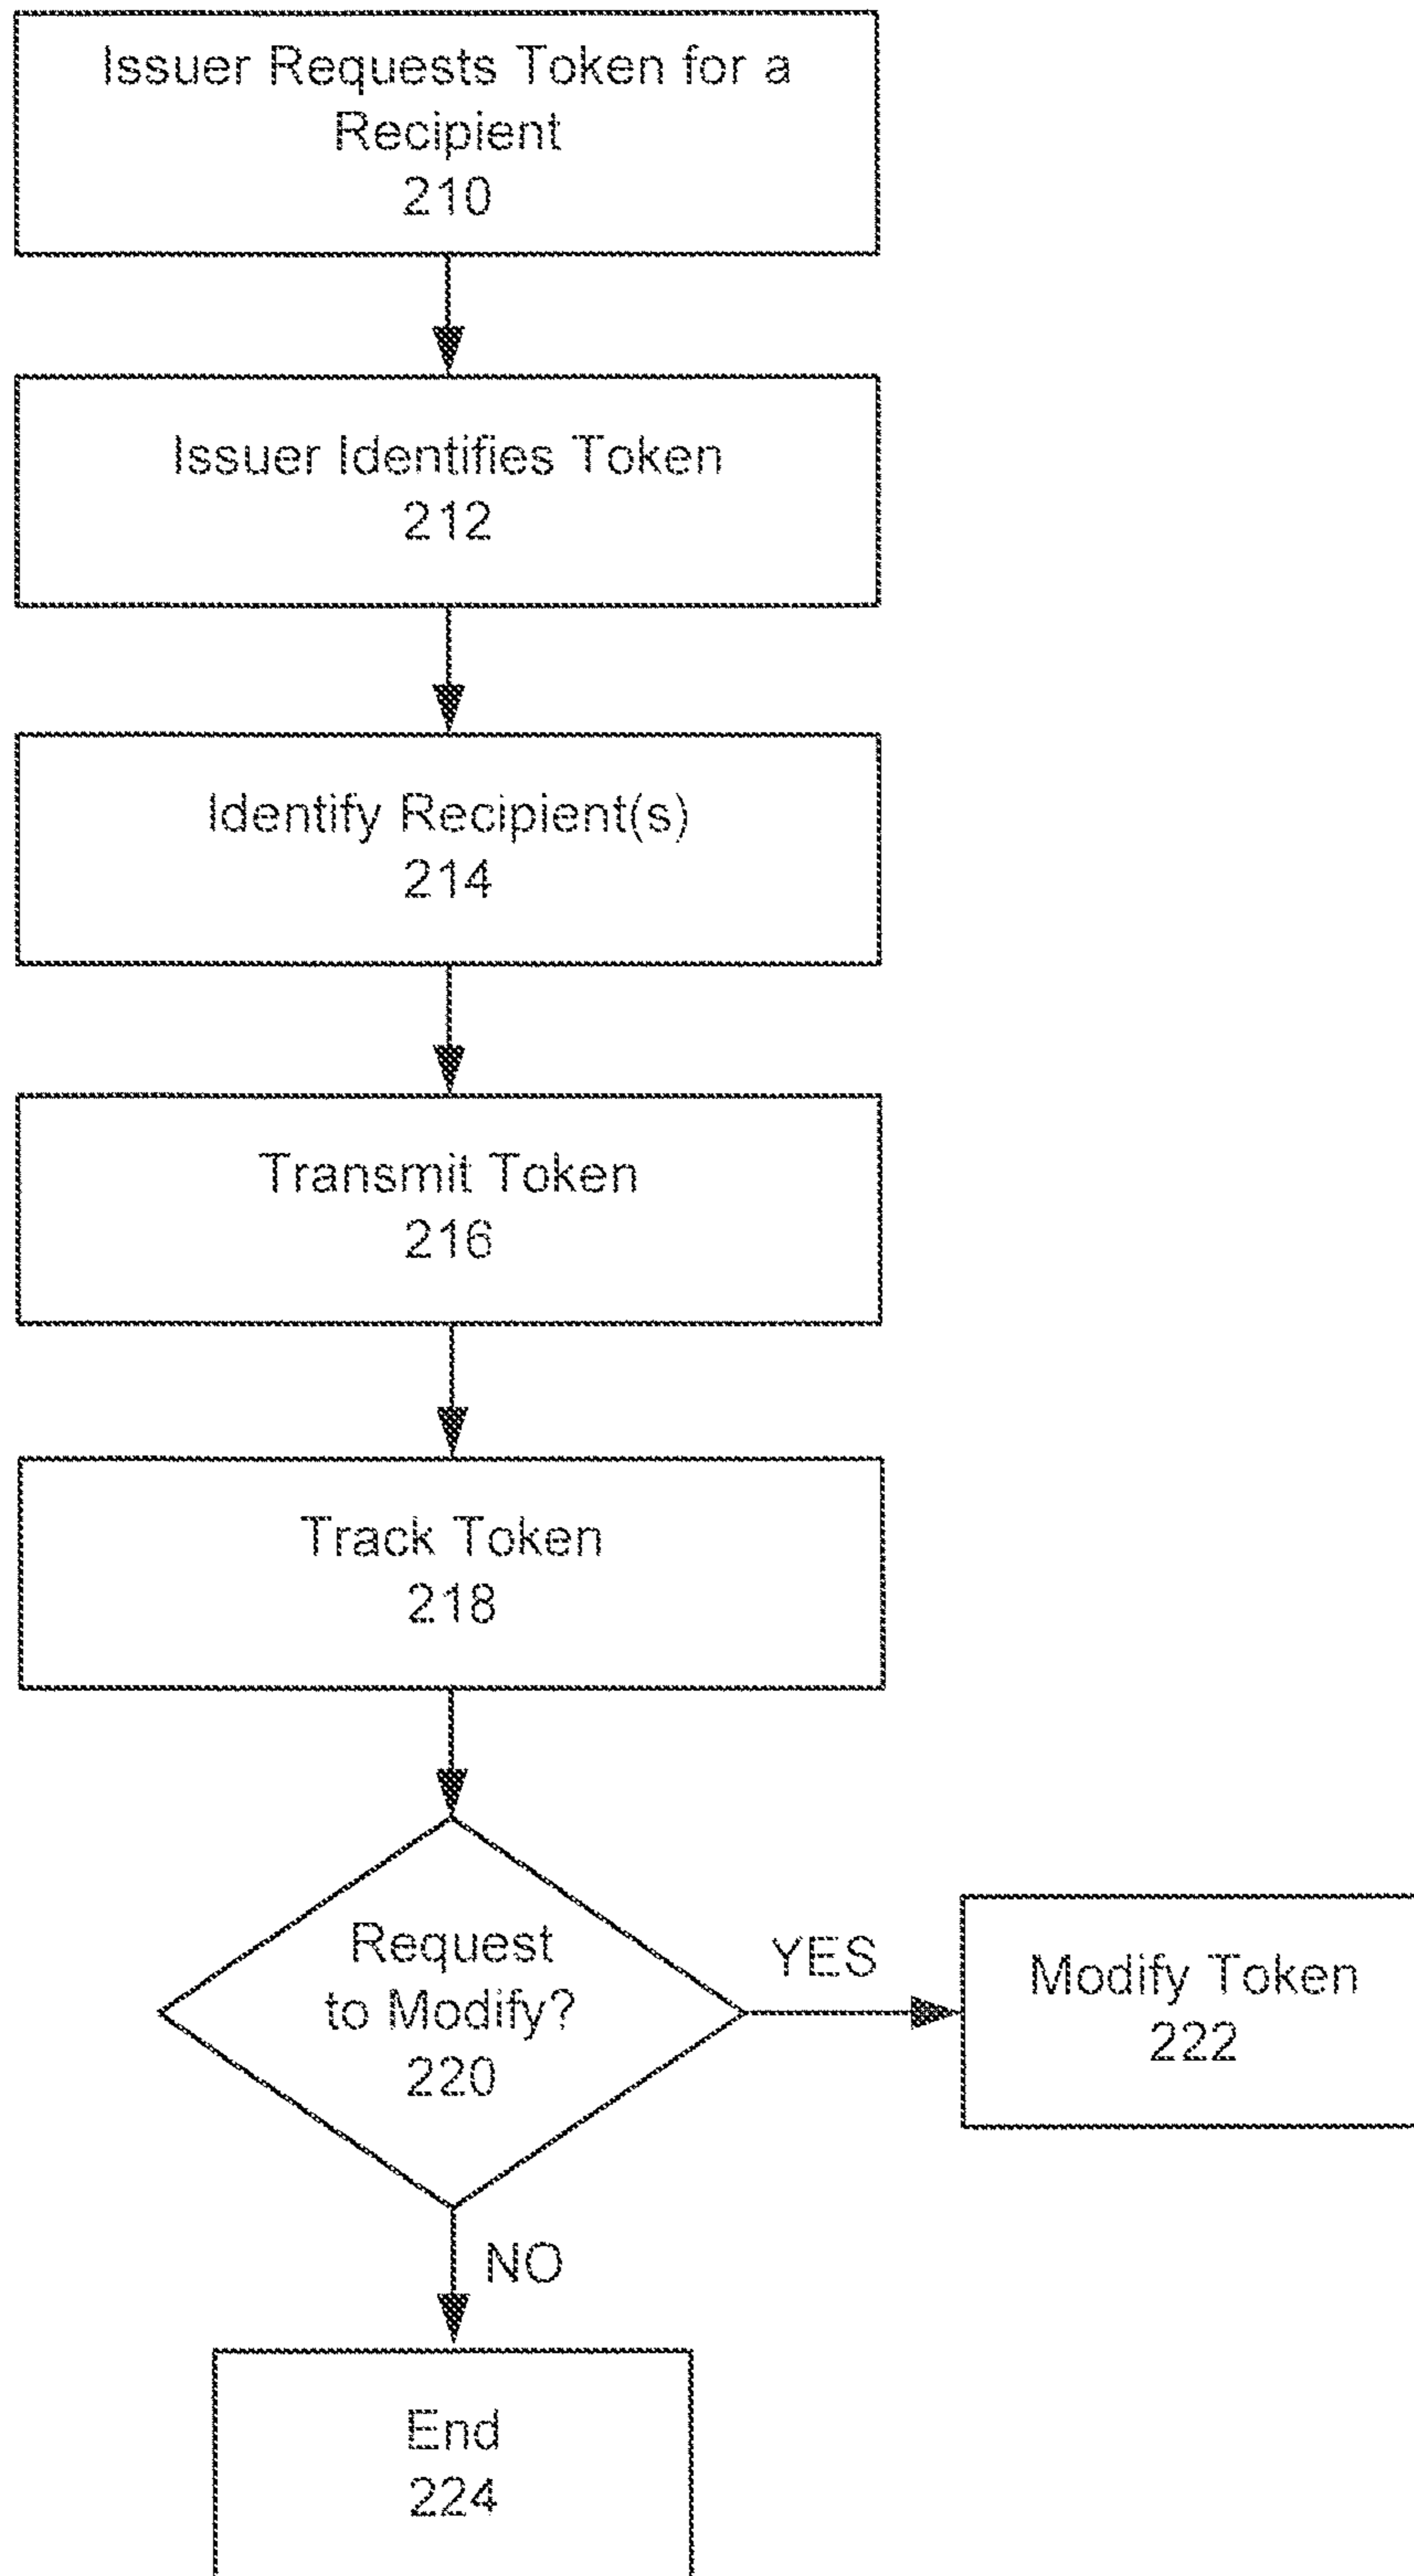 Issuer Requests Token for a
Recipient
210
Issuer Identifies Token
212
Identify Recipient(s)
214
Transmit Token
216
Track Token
218
Request
to Modify?
220
YES
Modify Token
222
NO
End
224